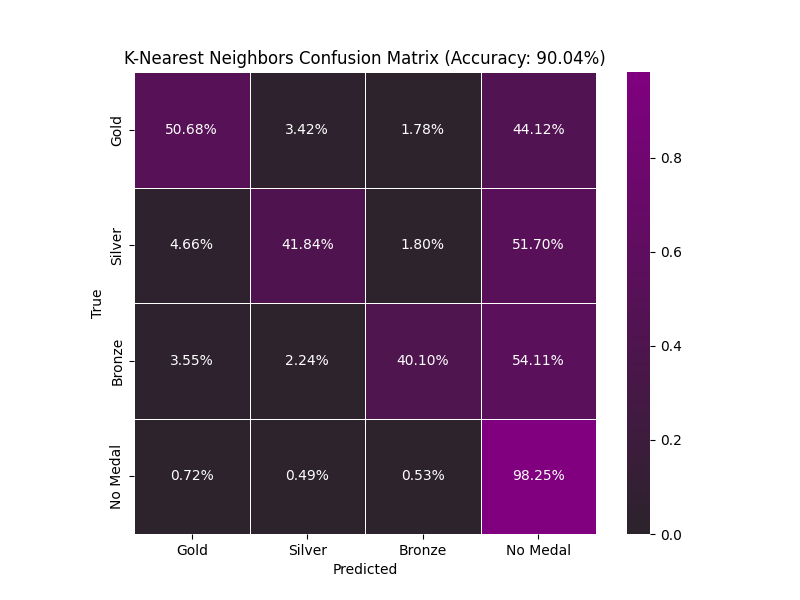 K-Nearest Neighbors Confusion Matrix (Accuracy: 90.04%)
Gold 50.68% 3.42% 1.78% 44.12%
Silver 4.66% 41.84% 1.80% 51.70%
Bronze 3.55% 2.24% 40.10% 54.11%
No Medal 0.72% 0.49% 0.53% 98.25%
True
Gold Silver Bronze No Medal
Predicted
0.8
0.6
0.4
0.2
0.0